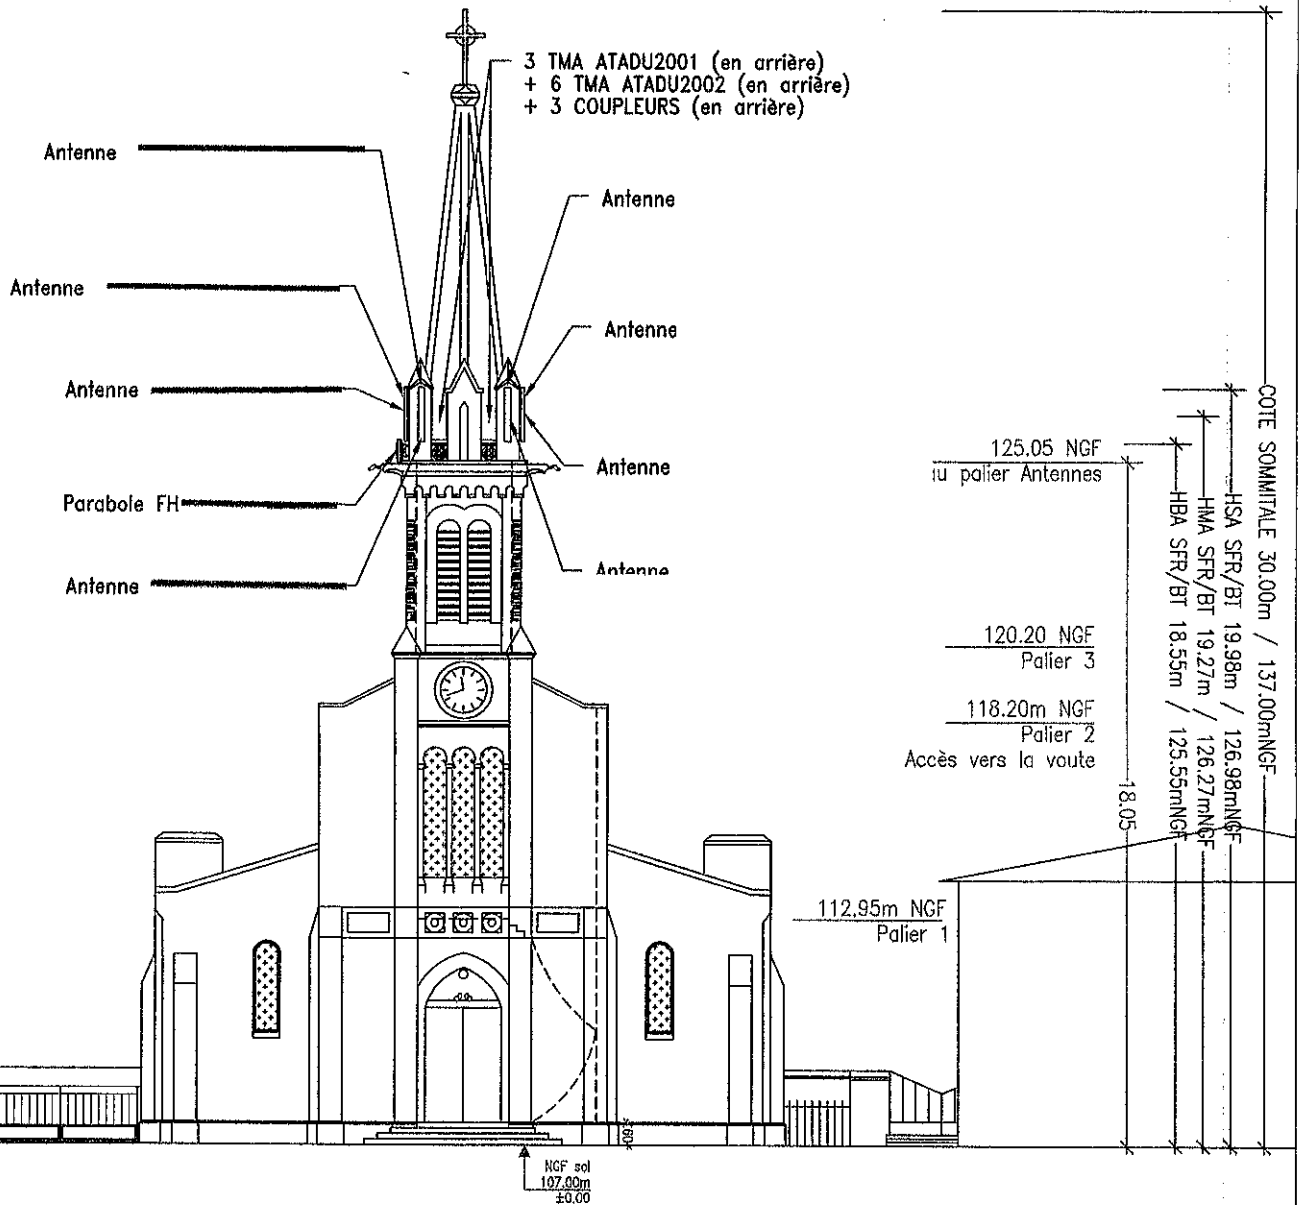 3 TMA ATADU2001 (en arrière)
+ 6 TMA ATADU2002 (en arrière)
+ 3 COUPLEURS (en arrière)
Antenne
Antenne
Antenne
Antenne
Antenne
Antenne
Parabole FH
Antenne
Antenne
125.05 NGF
palier Antennes
120.20 NGF
Palier 3
118.20m NGF
Palier 2
Accès vers la voute
112,95m NGF
Palier 1
18.05
HBA SFR/BT 18.55m / 125.55mNGF
HMA SFR/BT 19.27m / 126.27mNGF
HSA SFR/BT 19.98m / 126.98mNGF
COTE SOMMITALE 30.00m / 137.00mNGF
NGF sol
107,00m
±0.00